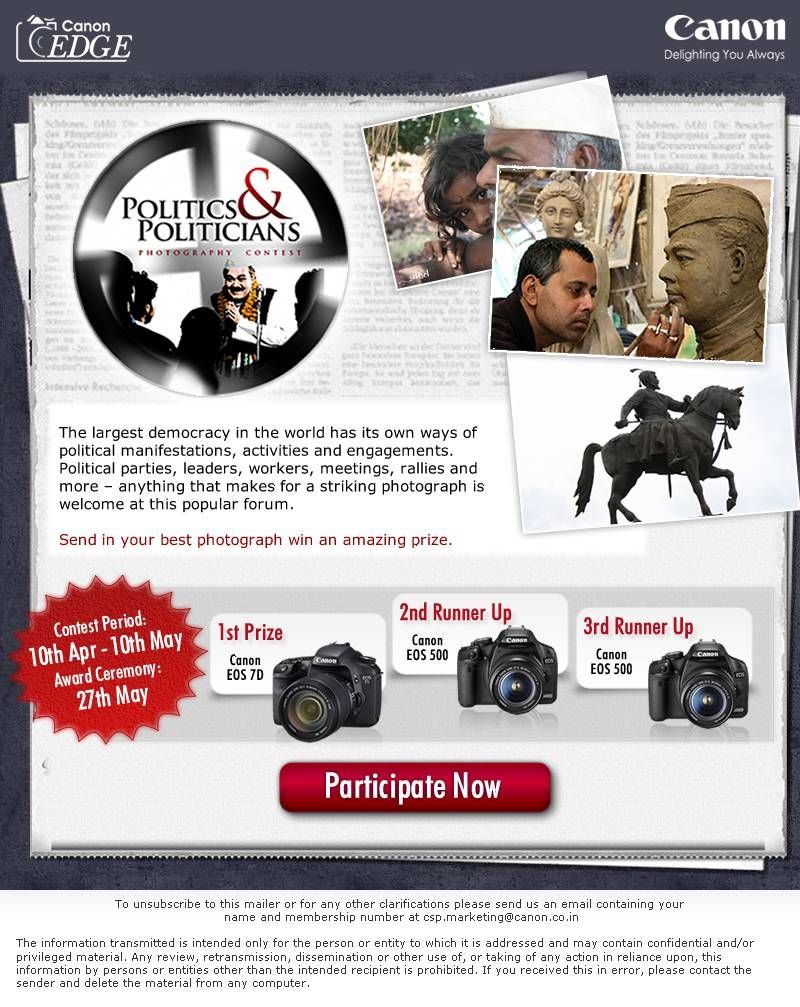 Canon
EDGE
Canon
Delighting You Always
POLITICS & POLITICIANS
PHOTOGRAPHY CONTEST
Intensive Recherche
The largest democracy in the world has its own ways of
political manifestations, activities and engagements.
Political parties, leaders, workers, meetings, rallies and
more – anything that makes for a striking photograph is
welcome at this popular forum.
Send in your best photograph win an amazing prize.
Contest Period:
10th Apr - 10th May
Award Ceremony:
27th May
1st Prize
Canon
EOS 7D
2nd Runner Up
Canon
EOS 500
3rd Runner Up
Canon
EOS 500
Participate Now
To unsubscribe to this mailer or for any other clarifications please send us an email containing your
name and membership number at csp.marketing@canon.co.in
The information transmitted is intended only for the person or entity to which it is addressed and may contain confidential and/or
privileged material. Any review, retransmission, dissemination or other use of, or taking of any action in reliance upon, this
information by persons or entities other than the intended recipient is prohibited. If you received this in error, please contact the
sender and delete the material from any computer.